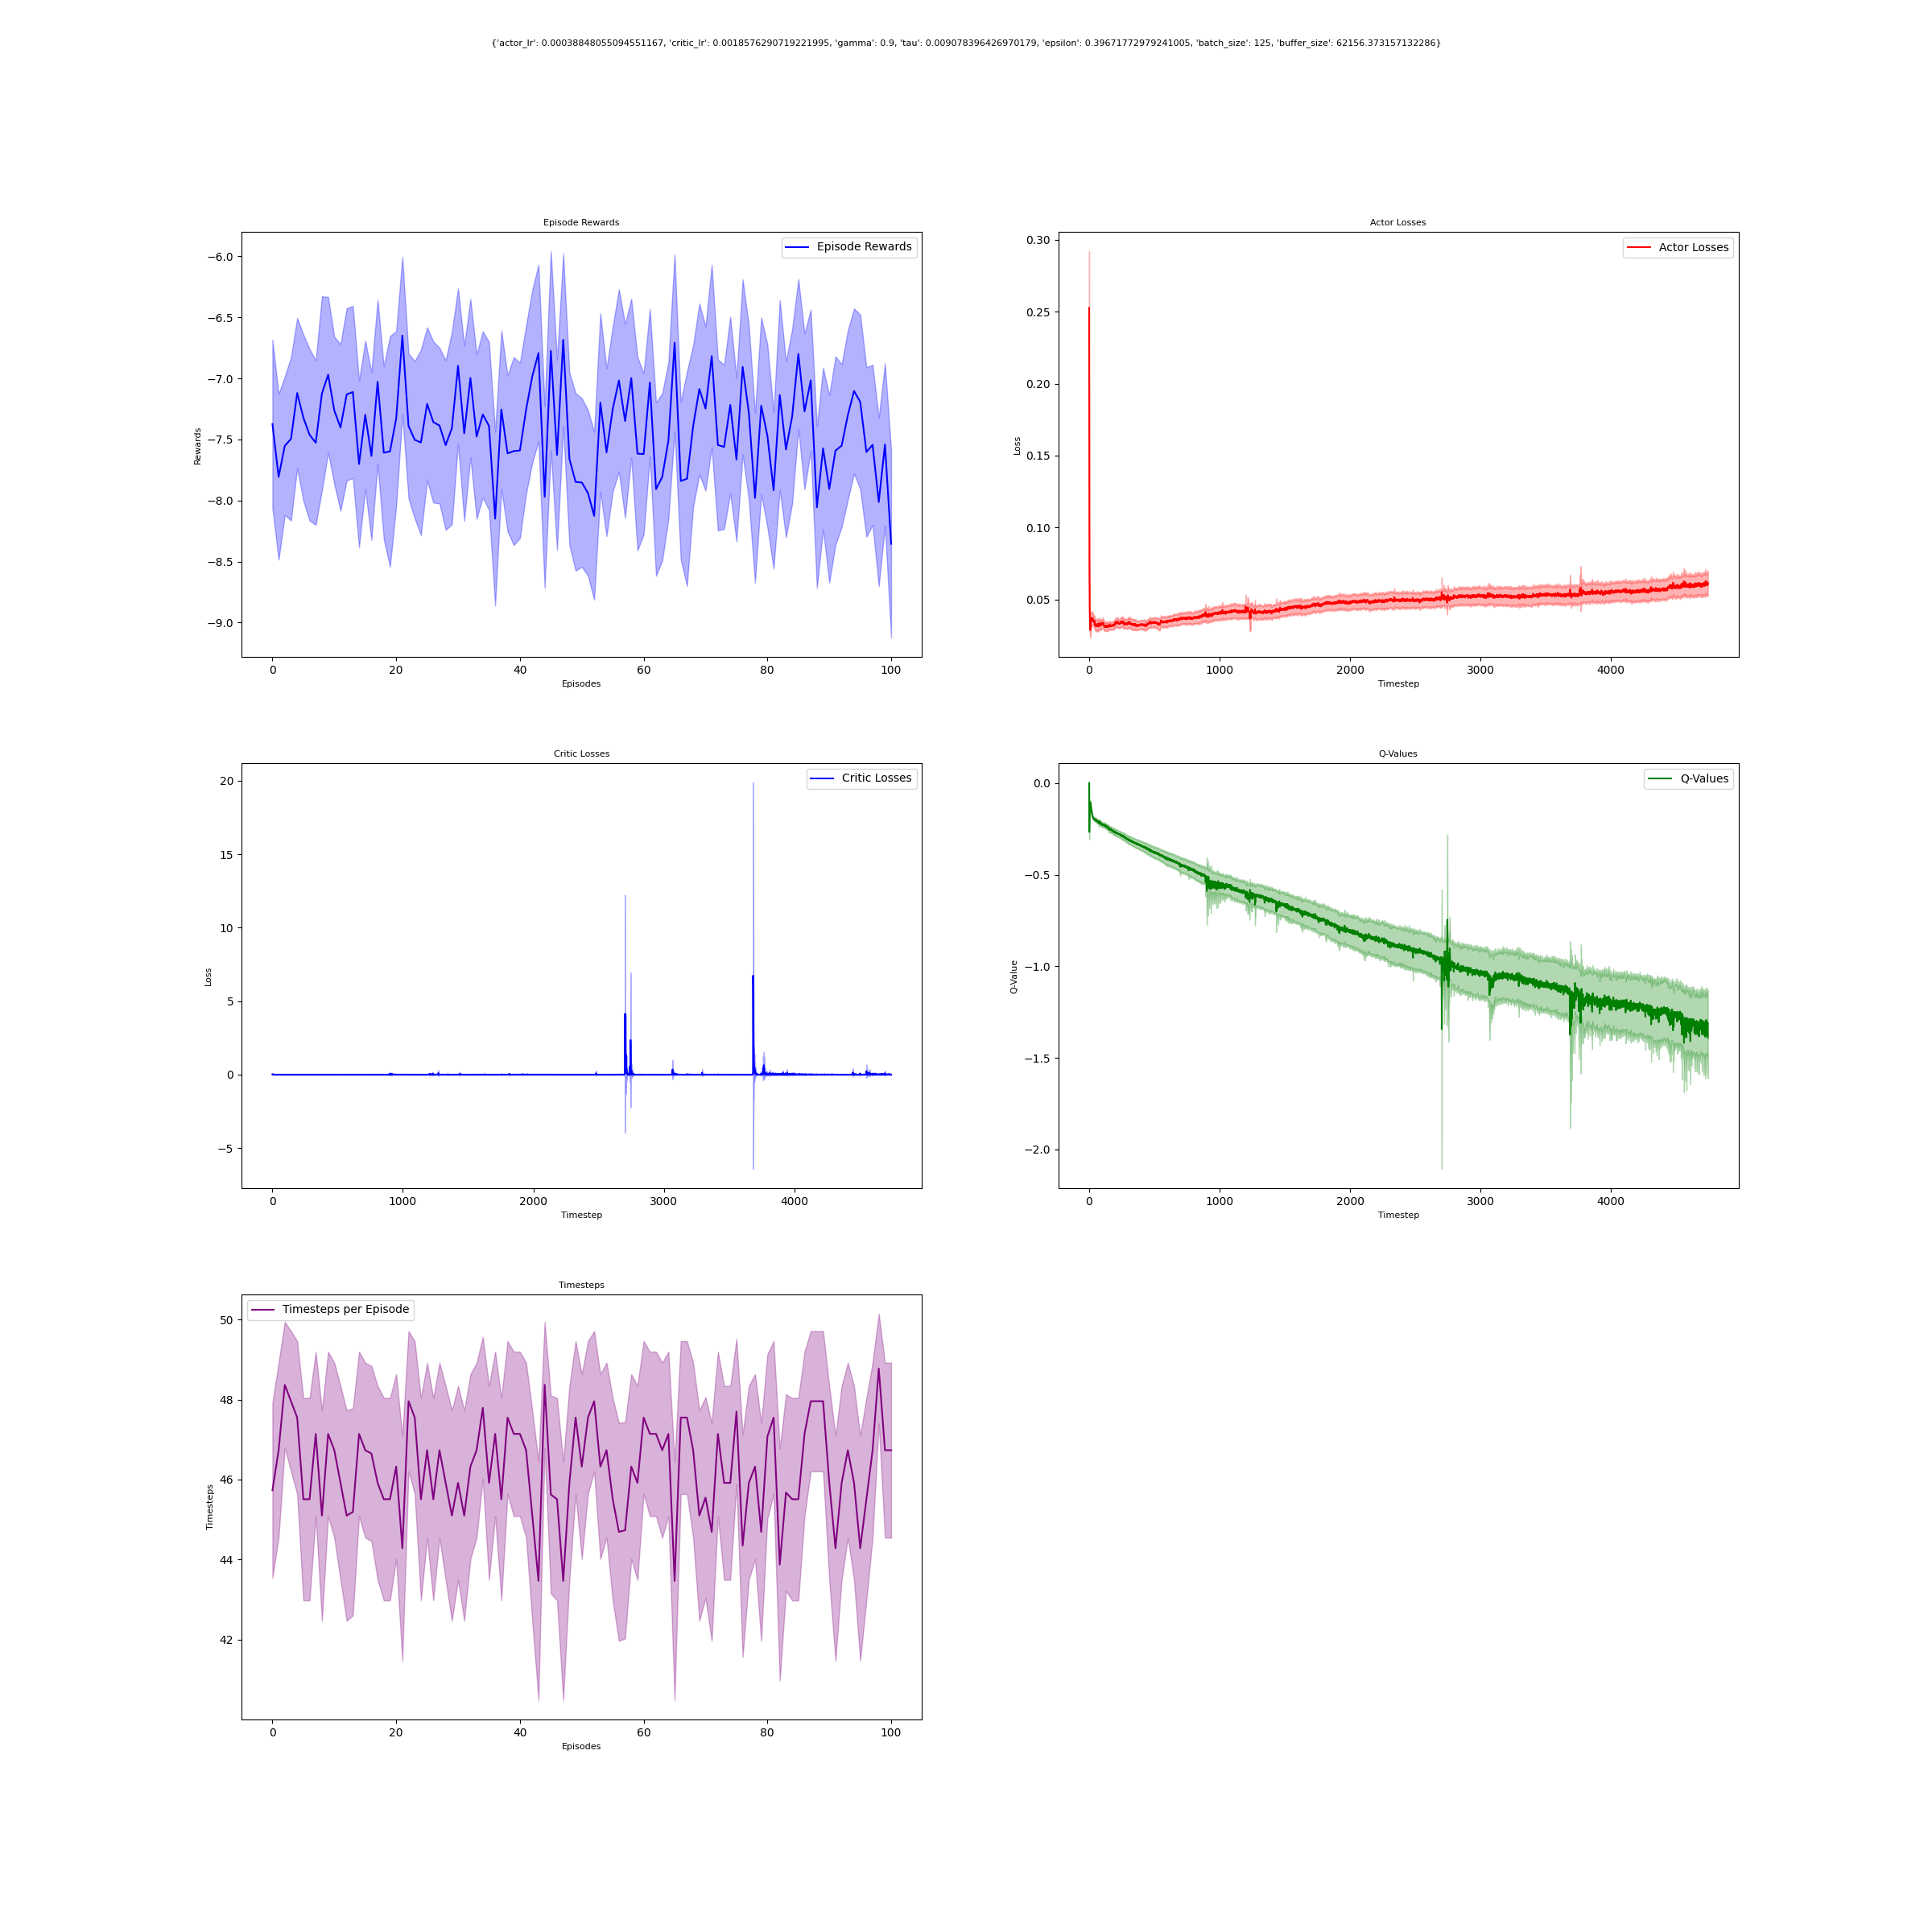 {'actor_lr': 0.00038848055094551167, 'critic_lr': 0.0018576290719221995, 'gamma': 0.9, 'tau': 0.009078396426970179, 'epsilon': 0.39671772979241005, 'batch_size': 125, 'buffer_size': 62156.373157132286}
Episode Rewards
Episode Rewards
−6.0
−6.5
−7.0
−7.5
−8.0
−8.5
−9.0
Rewards
0 20 40 60 80 100
Episodes
Actor Losses
Actor Losses
0.30
0.25
0.20
0.15
0.10
0.05
Loss
0 1000 2000 3000 4000
Timestep
Critic Losses
Critic Losses
20
15
10
5
0
−5
Loss
0 1000 2000 3000 4000
Timestep
Q-Values
Q-Values
0.0
−0.5
−1.0
−1.5
−2.0
Q-Value
0 1000 2000 3000 4000
Timestep
Timesteps
Timesteps per Episode
50
48
46
44
42
Timesteps
0 20 40 60 80 100
Episodes